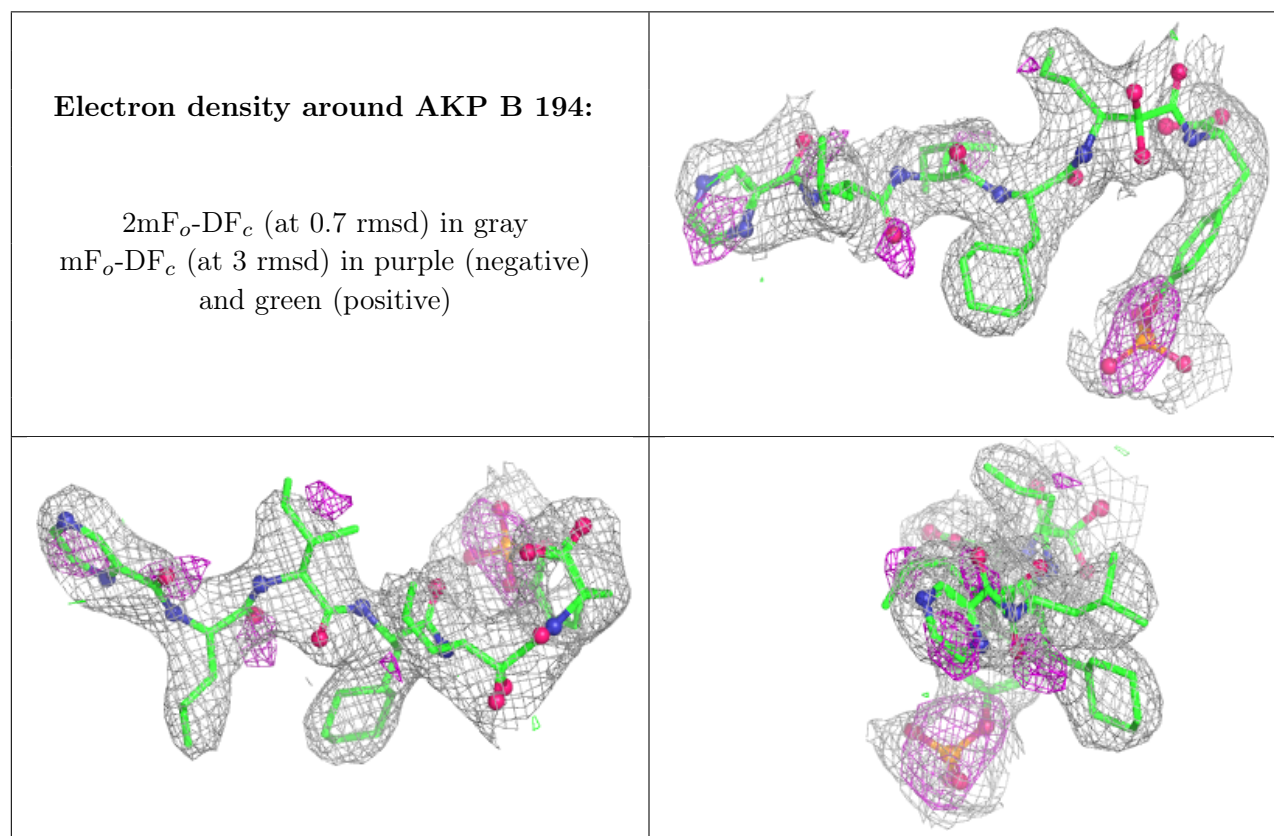 Electron density around AKP B 194:
2mFo-DFc (at 0.7 rmsd) in gray
mFo-DFc (at 3 rmsd) in purple (negative)
and green (positive)